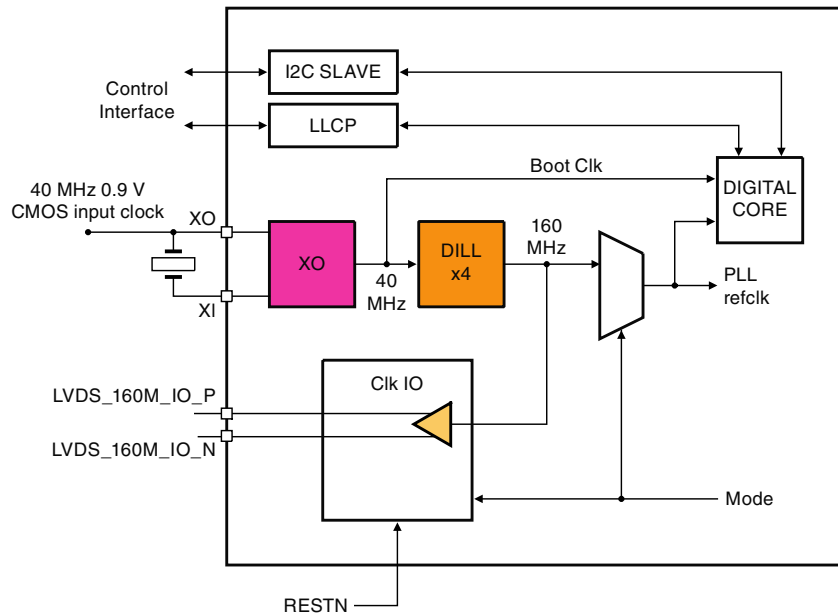 Control
Interface
I2C SLAVE
LLCP
40 MHz 0.9 V
CMOS input clock
XO
XI
XO
40
MHz
DILL
x4
160
MHz
Boot Clk
DIGITAL
CORE
PLL
refclk
Clk IO
LVDS_160M_IO_P
LVDS_160M_IO_N
Mode
RESTN